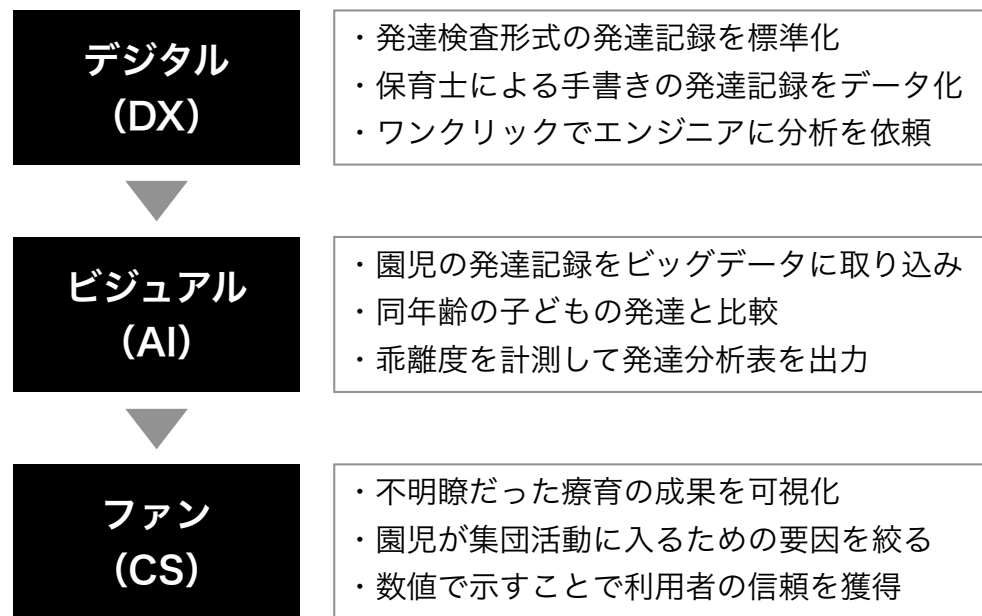 デジタル
（DX）
・発達検査形式の発達記録を標準化
・保育士による手書きの発達記録をデータ化
・ワンクリックでエンジニアに分析を依頼
ビジュアル
（AI）
・園児の発達記録をビッグデータに取り込み
・同年齢の子どもの発達と比較
・乖離度を計測して発達分析表を出力
ファン
（CS）
・不明瞭だった療育の成果を可視化
・園児が集団活動に入るための要因を絞る
・数値で示すことで利用者の信頼を獲得